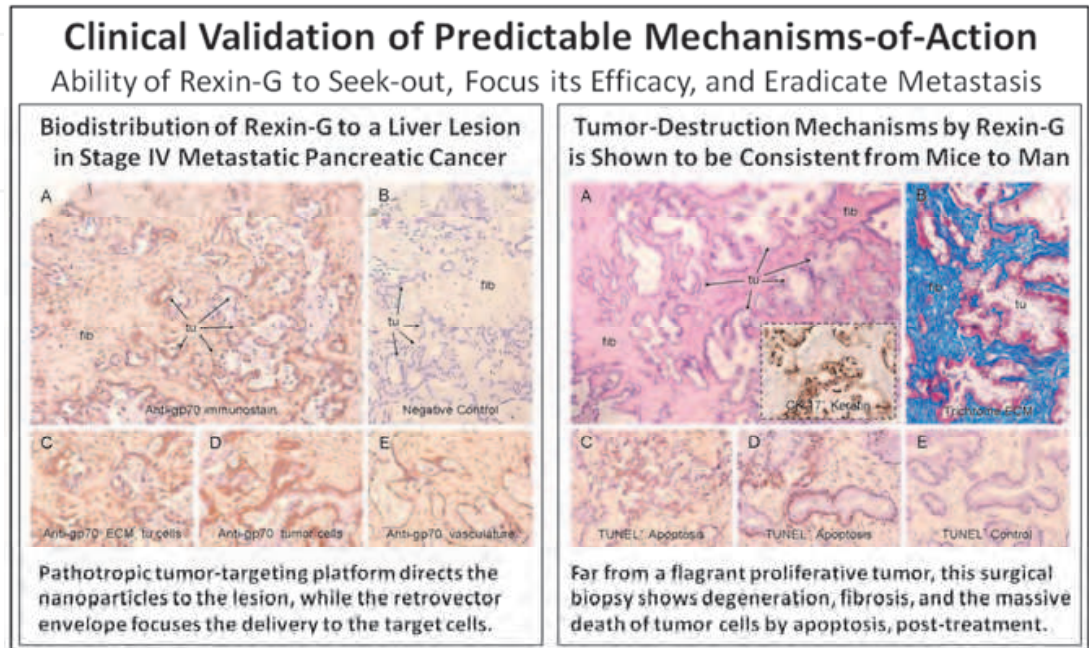 Clinical Validation of Predictable Mechanisms-of-Action
Ability of Rexin-G to Seek-out, Focus its Efficacy, and Eradicate Metastasis
Biodistribution of Rexin-G to a Liver Lesion
in Stage IV Metastatic Pancreatic Cancer
A
B
fib
tu
tu
fib
Anti-gp70 immunostain
Negative Control
C
D
E
Anti-gp70 ECM, tu cells
Anti-gp70 tumor cells
Anti-gp70 vasculature
Pathotropic tumor-targeting platform directs the
nanoparticles to the lesion, while the retrovector
envelope focuses the delivery to the target cells.
Tumor-Destruction Mechanisms by Rexin-G
is Shown to be Consistent from Mice to Man
A
B
fib
tu
tu
fib
CK-17+ Keratin
Trichrome-ECM
C
D
E
TUNEL+ Apoptosis
TUNEL+ Apoptosis
TUNEL+ Control
Far from a flagrant proliferative tumor, this surgical
biopsy shows degeneration, fibrosis, and the massive
death of tumor cells by apoptosis, post-treatment.